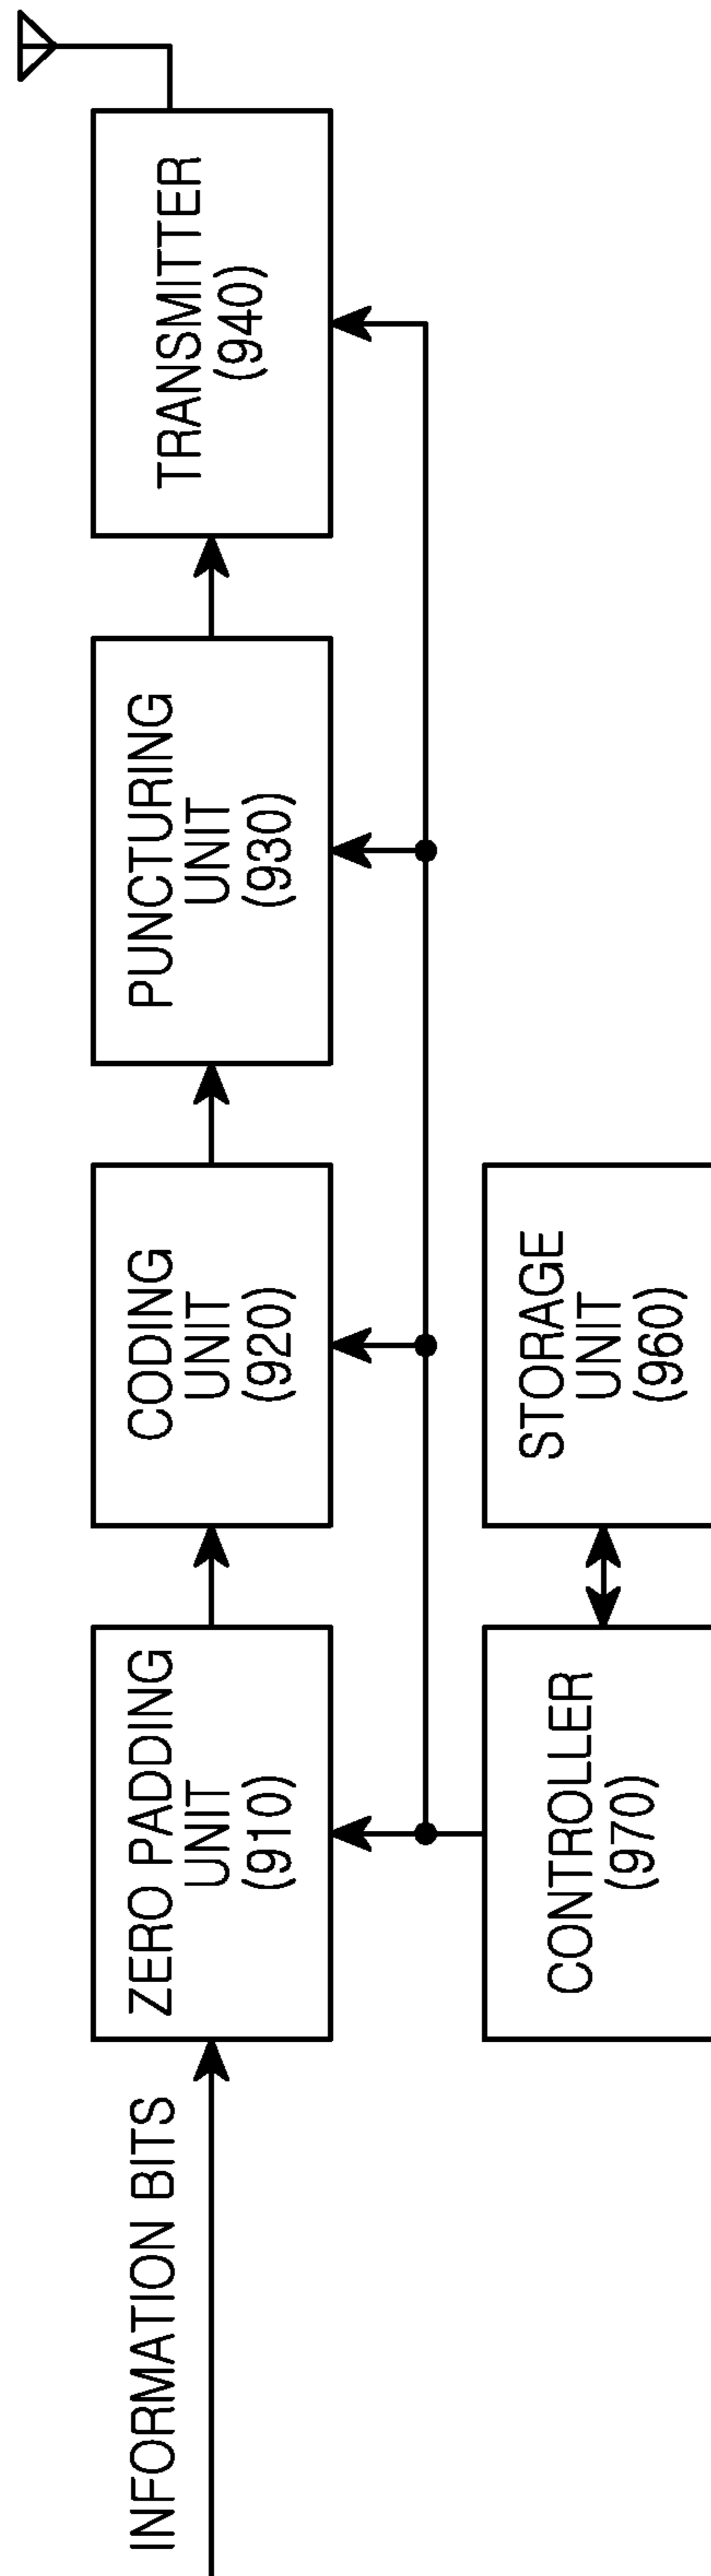 INFORMATION BITS
ZERO PADDING
UNIT
(910)
CODING
UNIT
(920)
PUNCTURING
UNIT
(930)
TRANSMITTER
(940)
CONTROLLER
(970)
STORAGE
UNIT
(960)